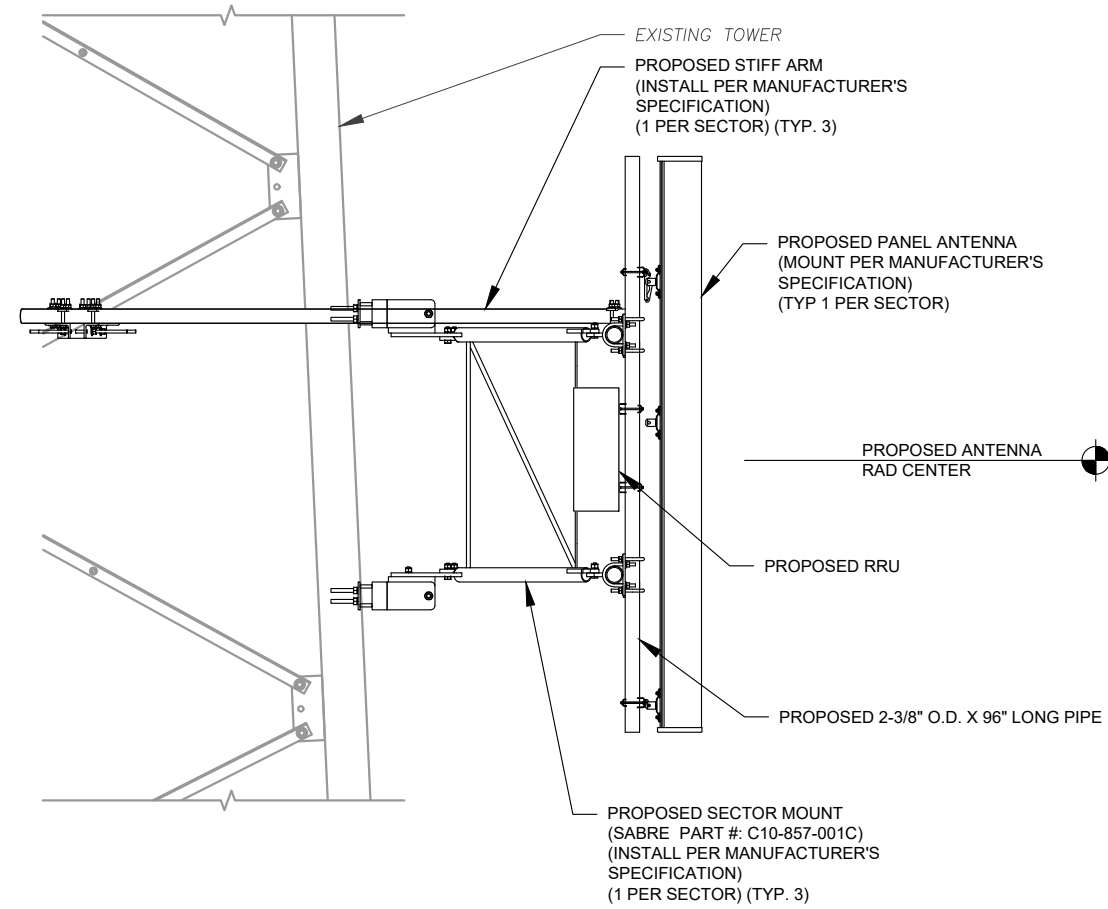 EXISTING TOWER
PROPOSED STIFF ARM
(INSTALL PER MANUFACTURER'S
SPECIFICATION)
(1 PER SECTOR) (TYP. 3)
PROPOSED PANEL ANTENNA
(MOUNT PER MANUFACTURER'S
SPECIFICATION)
(TYP 1 PER SECTOR)
PROPOSED ANTENNA
RAD CENTER
PROPOSED RRU
PROPOSED 2-3/8" O.D. X 96" LONG PIPE
PROPOSED SECTOR MOUNT
(SABRE PART #: C10-857-001C)
(INSTALL PER MANUFACTURER'S
SPECIFICATION)
(1 PER SECTOR) (TYP. 3)